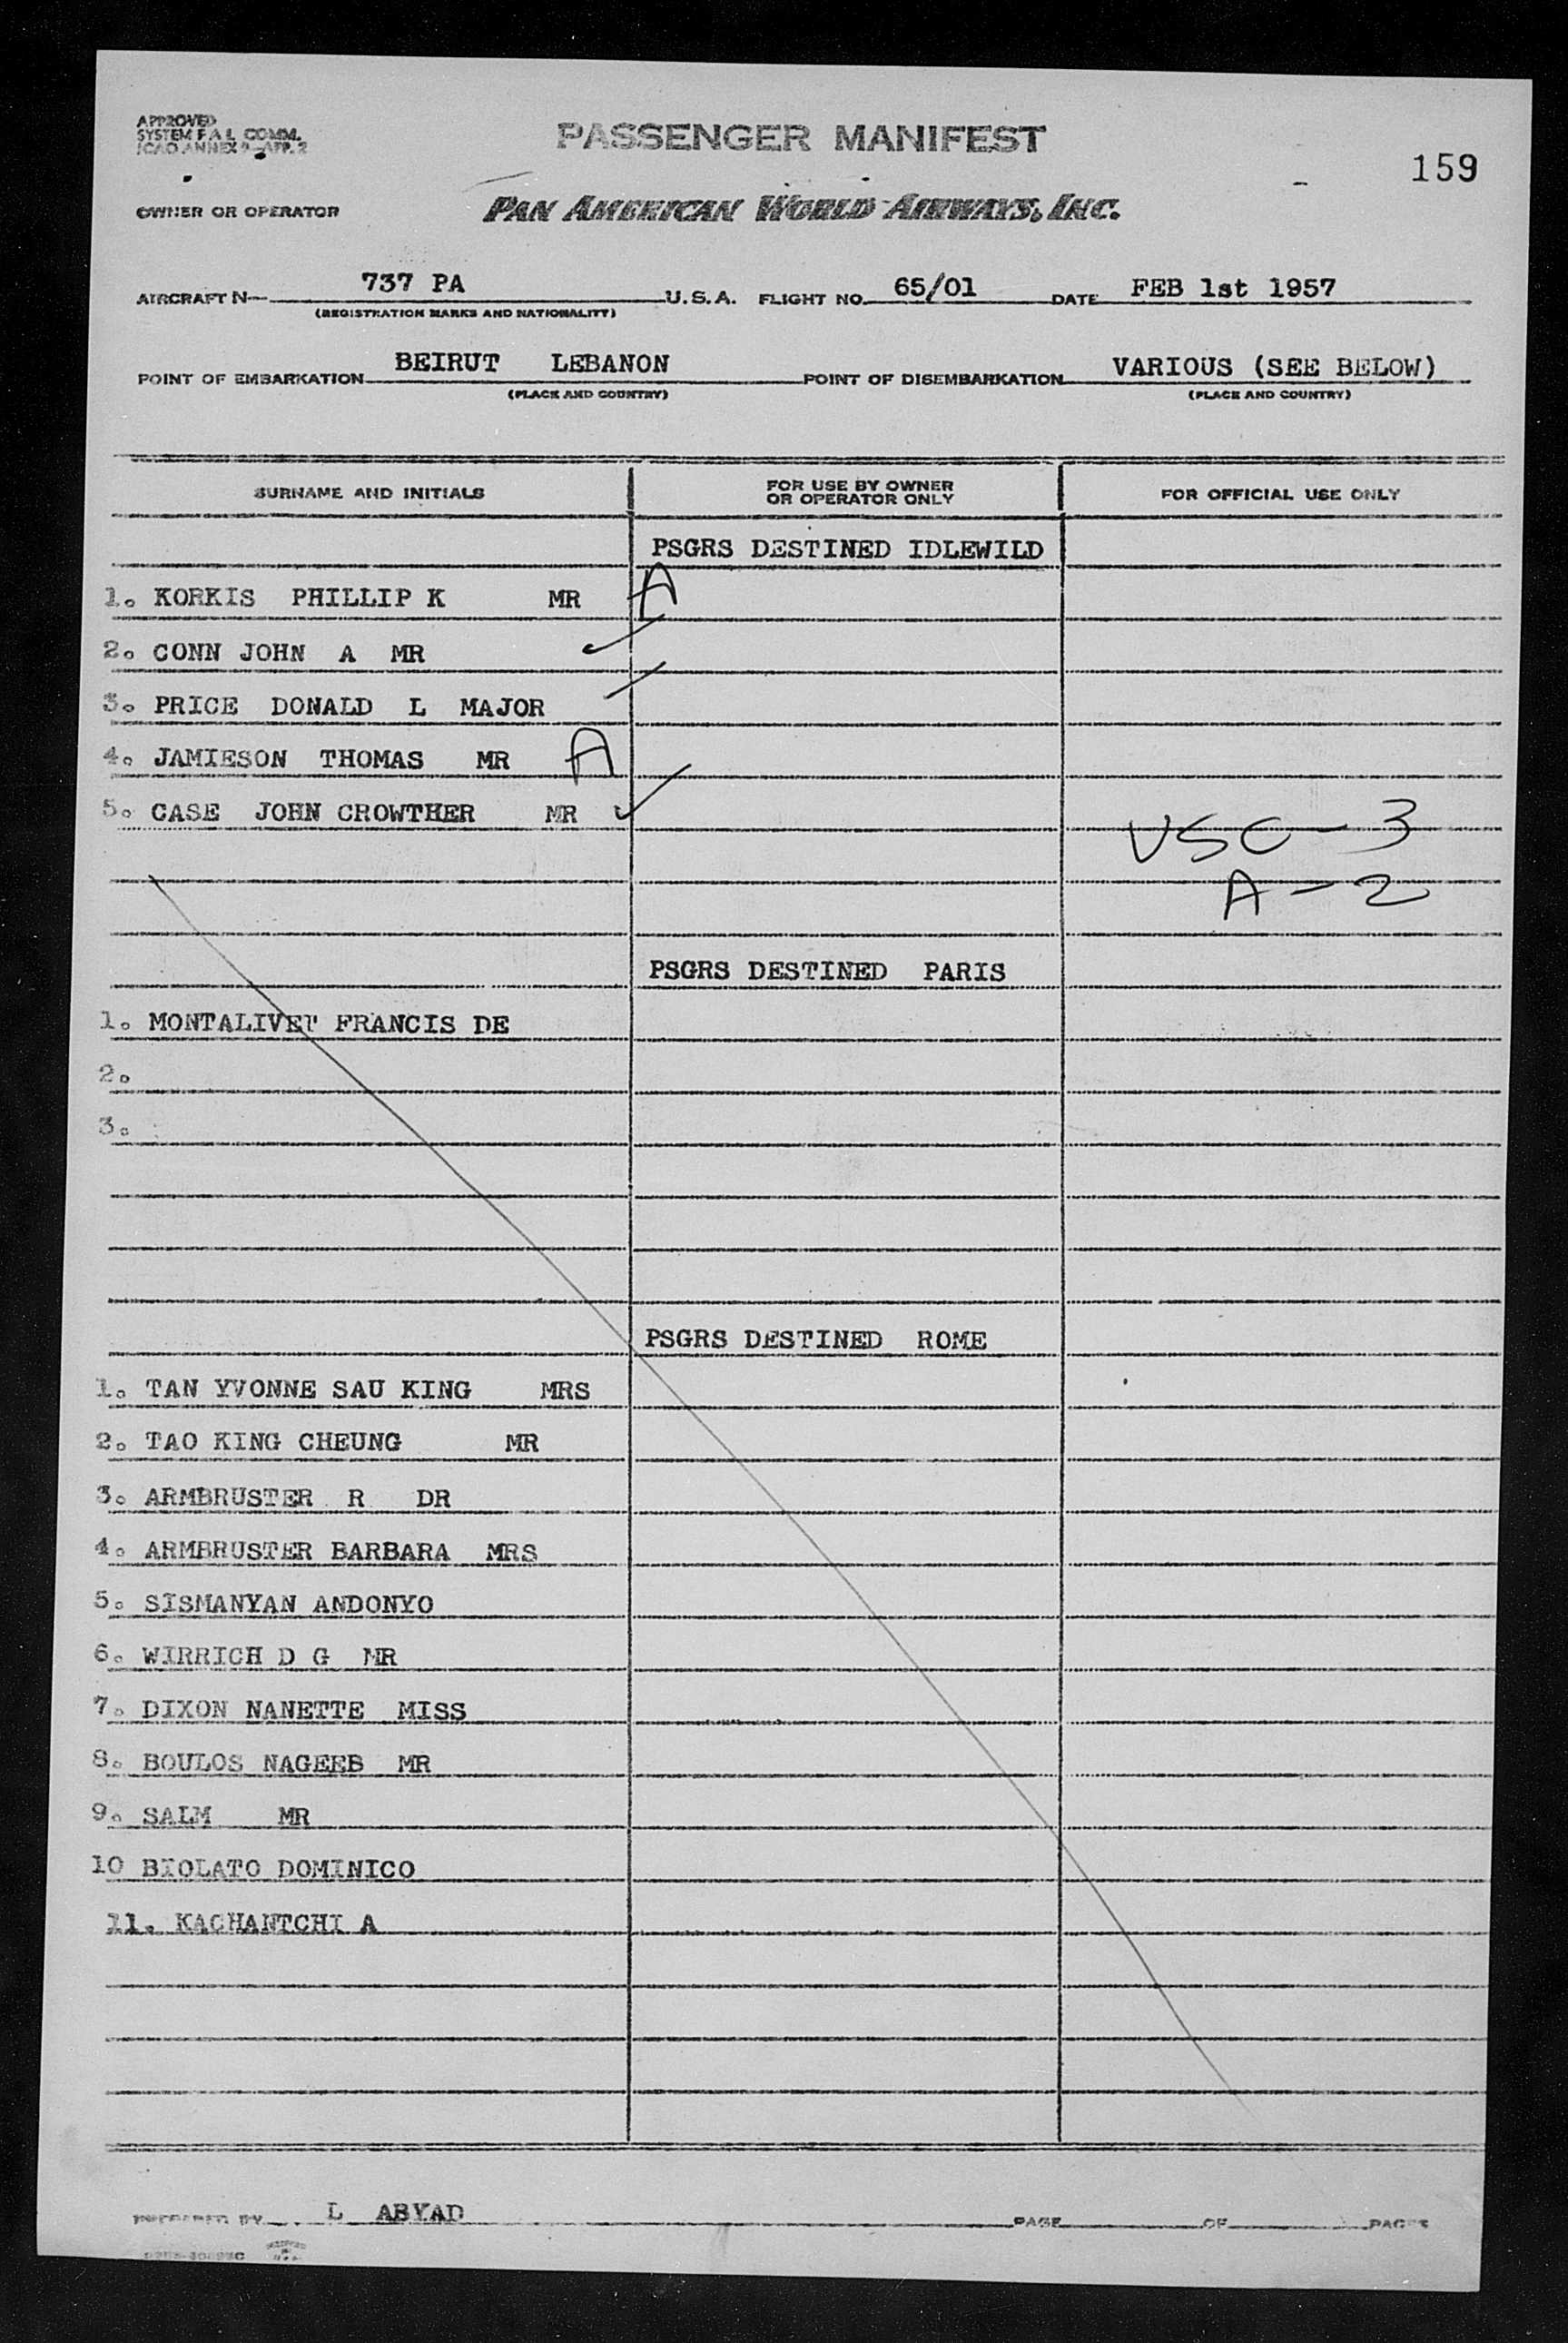 APPROVED
SYSTEM F A L COMM.
ICAO ANNEX 9-APP. 2
PASSENGER MANIFEST
159
OWNER OR OPERATOR PAN AMERICAN WORLD AIRWAYS, INC.
AIRCRAFT N- 737 PA U.S.A. FLIGHT NO. 65/01 DATE FEB 1st 1957
(REGISTRATION MARKS AND NATIONALITY)
POINT OF EMBARKATION BEIRUT LEBANON POINT OF DISEMBARKATION VARIOUS (SEE BELOW)
(PLACE AND COUNTRY) (PLACE AND COUNTRY)
SURNAME AND INITIALS FOR USE BY OWNER OR OPERATOR ONLY FOR OFFICIAL USE ONLY
PSGRS DESTINED IDLEWILD
1. KORKIS PHILLIP K MR A
2. CONN JOHN A MR ✓
3. PRICE DONALD L MAJOR /
4. JAMIESON THOMAS MR A
5. CASE JOHN CROWTHER MR ✓
USC - 3
A - 2
PSGRS DESTINED PARIS
1. MONTALIVET FRANCIS DE
2.
3.
PSGRS DESTINED ROME
1. TAN YVONNE SAU KING MRS
2. TAO KING CHEUNG MR
3. ARMBRUSTER R DR
4. ARMBRUSTER BARBARA MRS
5. SISMANYAN ANDONYO
6. WIRRICH D G MR
7. DIXON NANETTE MISS
8. BOULOS NAGEEB MR
9. SALM MR
10 BIOLATO DOMINICO
11. KACHANTCHI A
PREPARED BY L ABYAD PAGE OF PAGES